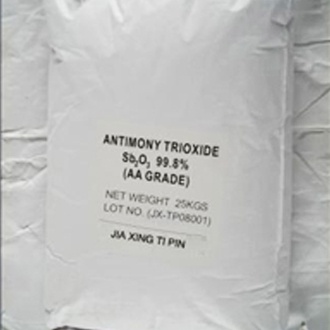 ANTIMONY TRIOXIDE
Sb₂O₃ 99.8%
(AA GRADE)
NET WEIGHT 25KGS
LOT NO. (JX-TP08001)
JIA XING TI PIN